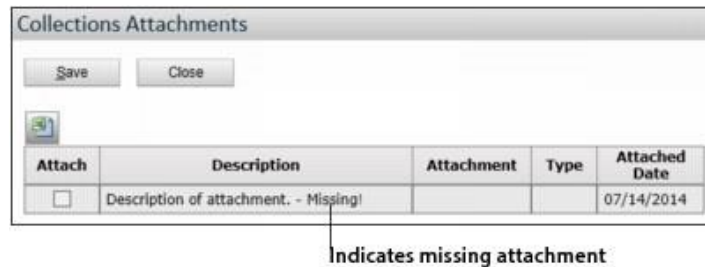 Collections Attachments
Save Close
Attach Description Attachment Type Attached Date
Description of attachment. - Missing! 07/14/2014
Indicates missing attachment